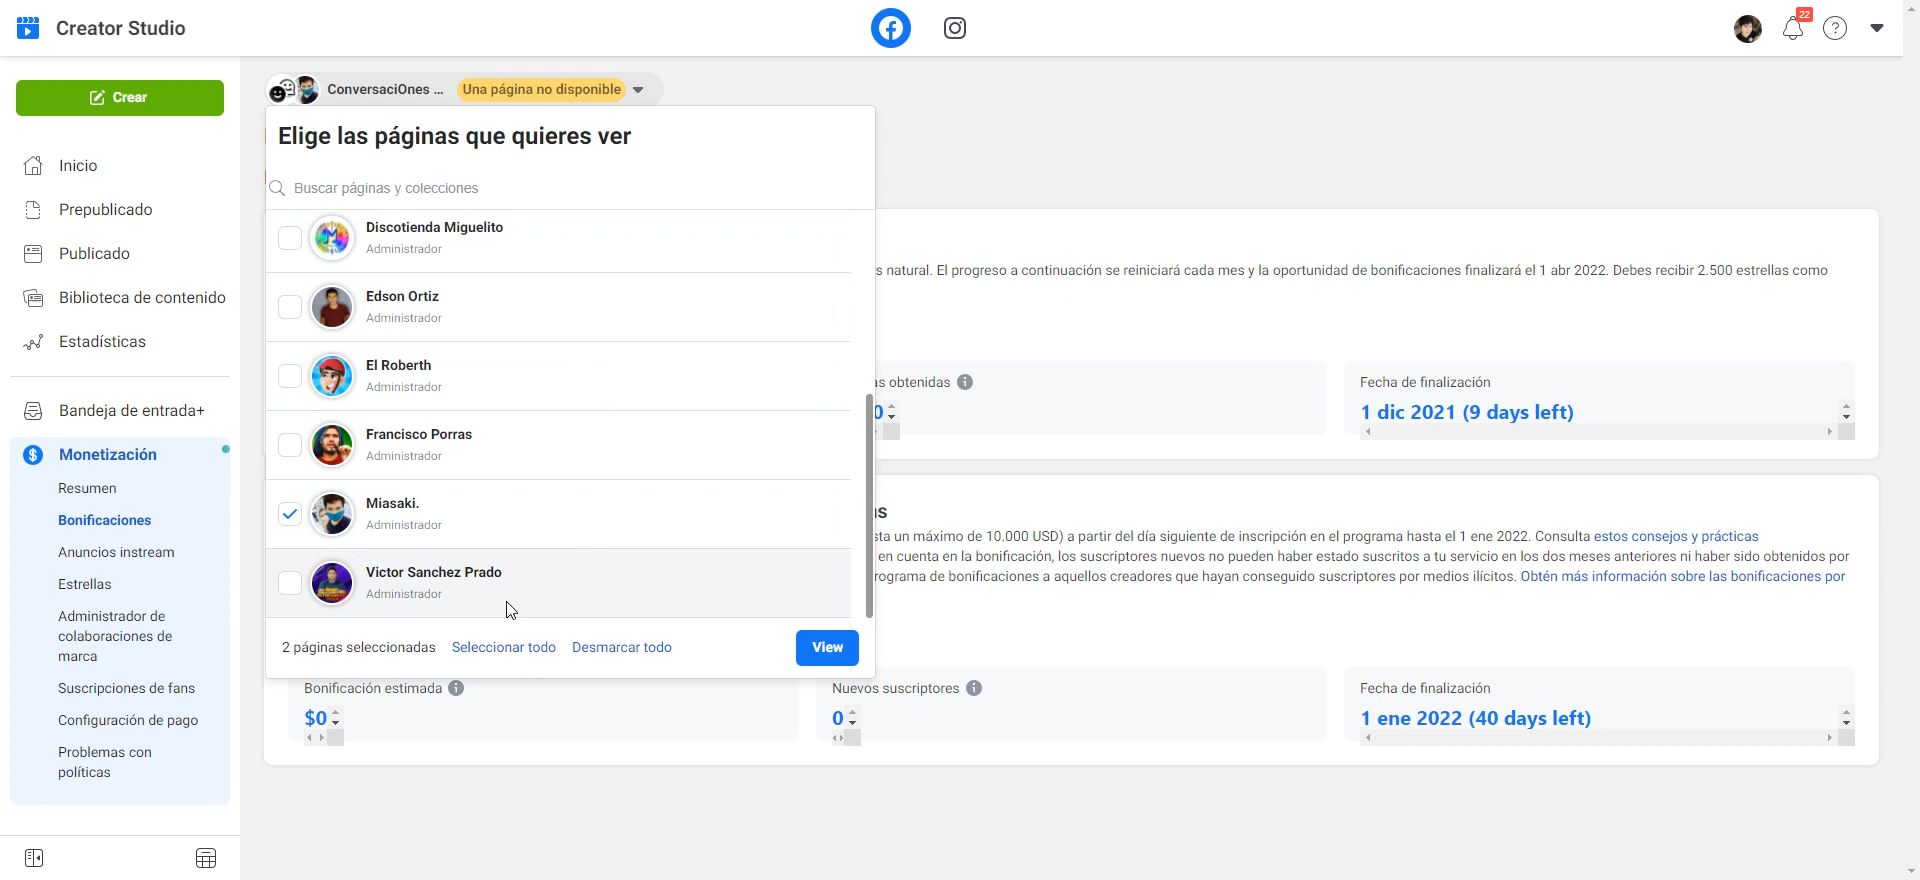 Creator Studio
22
Crear
Inicio
Prepublicado
Publicado
Biblioteca de contenido
Estadísticas
Bandeja de entrada+
Monetización
Resumen
Bonificaciones
Anuncios instream
Estrellas
Administrador de
colaboraciones de
marca
Suscripciones de fans
Configuración de pago
Problemas con
políticas
ConversaciOnes ...
Una página no disponible
Elige las páginas que quieres ver
Buscar páginas y colecciones
Discotienda Miguelito
Administrador
Edson Ortiz
Administrador
El Roberth
Administrador
Francisco Porras
Administrador
Miasaki.
Administrador
Victor Sanchez Prado
Administrador
2 páginas seleccionadas
Seleccionar todo
Desmarcar todo
View
s natural. El progreso a continuación se reiniciará cada mes y la oportunidad de bonificaciones finalizará el 1 abr 2022. Debes recibir 2.500 estrellas como
as obtenidas
0
Fecha de finalización
1 dic 2021 (9 days left)
as
sta un máximo de 10.000 USD) a partir del día siguiente de inscripción en el programa hasta el 1 ene 2022. Consulta estos consejos y prácticas
en cuenta en la bonificación, los suscriptores nuevos no pueden haber estado suscritos a tu servicio en los dos meses anteriores ni haber sido obtenidos por
rograma de bonificaciones a aquellos creadores que hayan conseguido suscriptores por medios ilícitos. Obtén más información sobre las bonificaciones por
Bonificación estimada
$0
Nuevos suscriptores
0
Fecha de finalización
1 ene 2022 (40 days left)